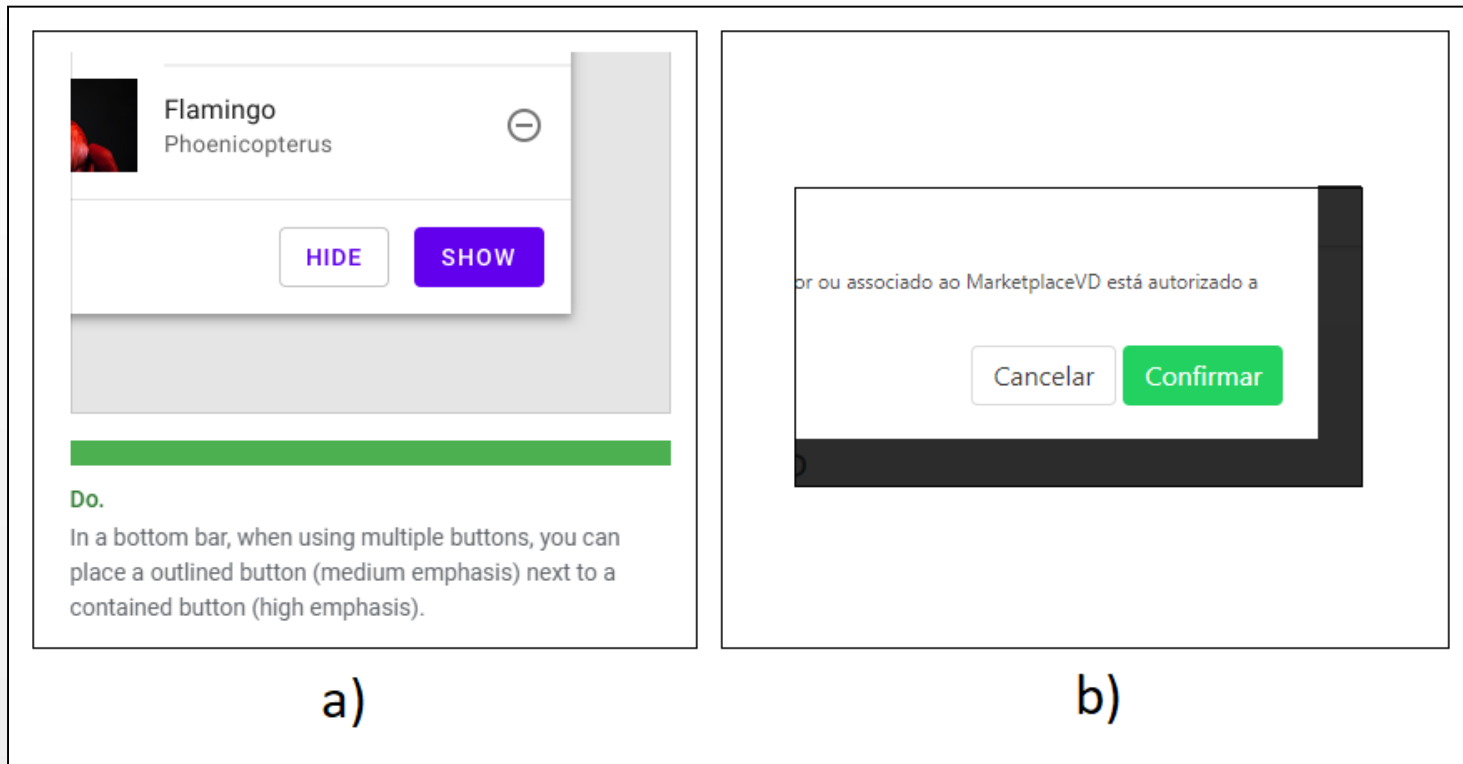 Flamingo
Phoenicopterus
HIDE
SHOW
Do.
In a bottom bar, when using multiple buttons, you can
place a outlined button (medium emphasis) next to a
contained button (high emphasis).
a)
or ou associado ao MarketplaceVD está autorizado a
Cancelar
Confirmar
b)